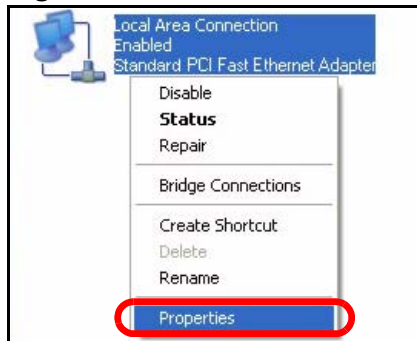 Local Area Connection
Enabled
Standard PCI Fast Ethernet Adapter
Disable
Status
Repair
Bridge Connections
Create Shortcut
Delete
Rename
Properties